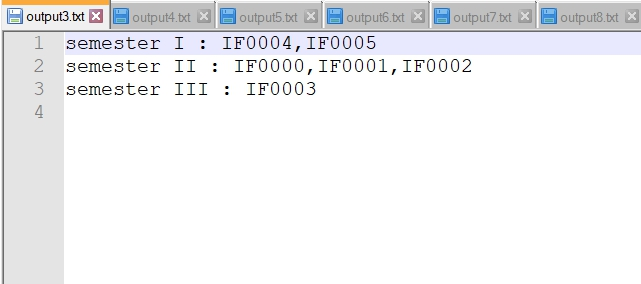 output3.txt output4.txt output5.txt output6.txt output7.txt output8.txt
1 semester I : IF0004,IF0005
2 semester II : IF0000,IF0001,IF0002
3 semester III : IF0003
4